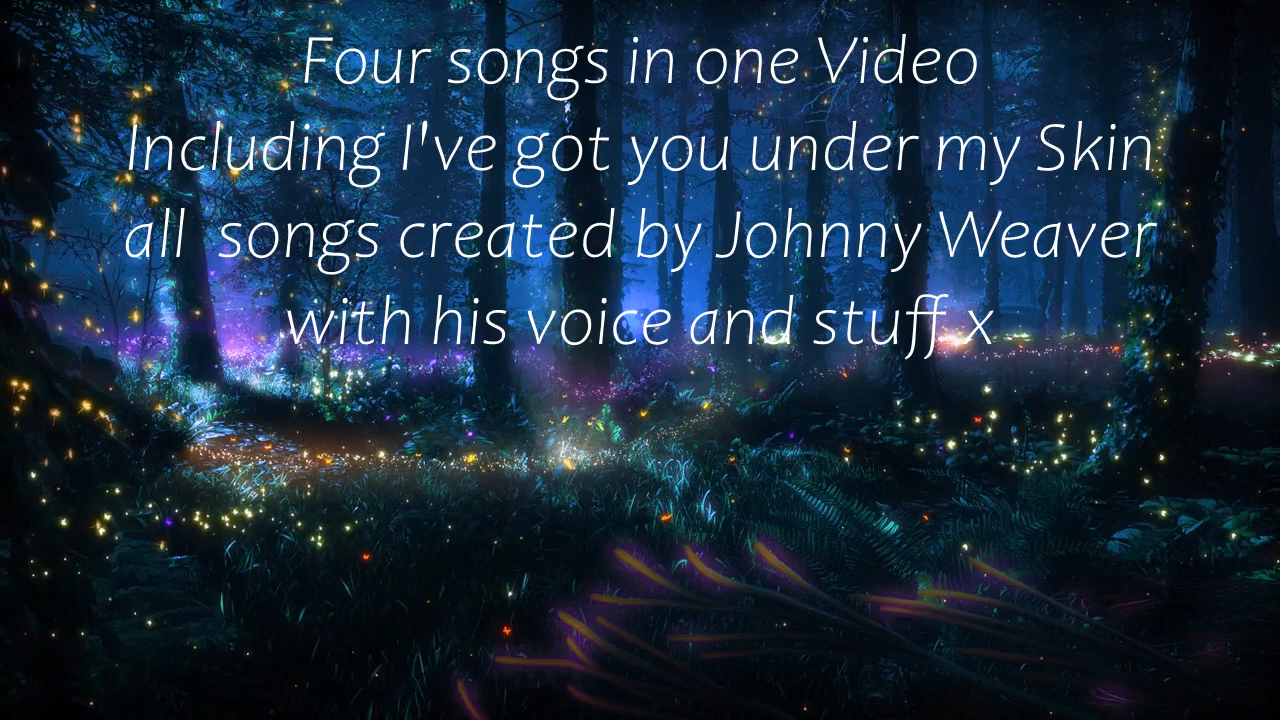 Four songs in one Video
Including I've got you under my Skin
all songs created by Johnny Weaver
with his voice and stuff x